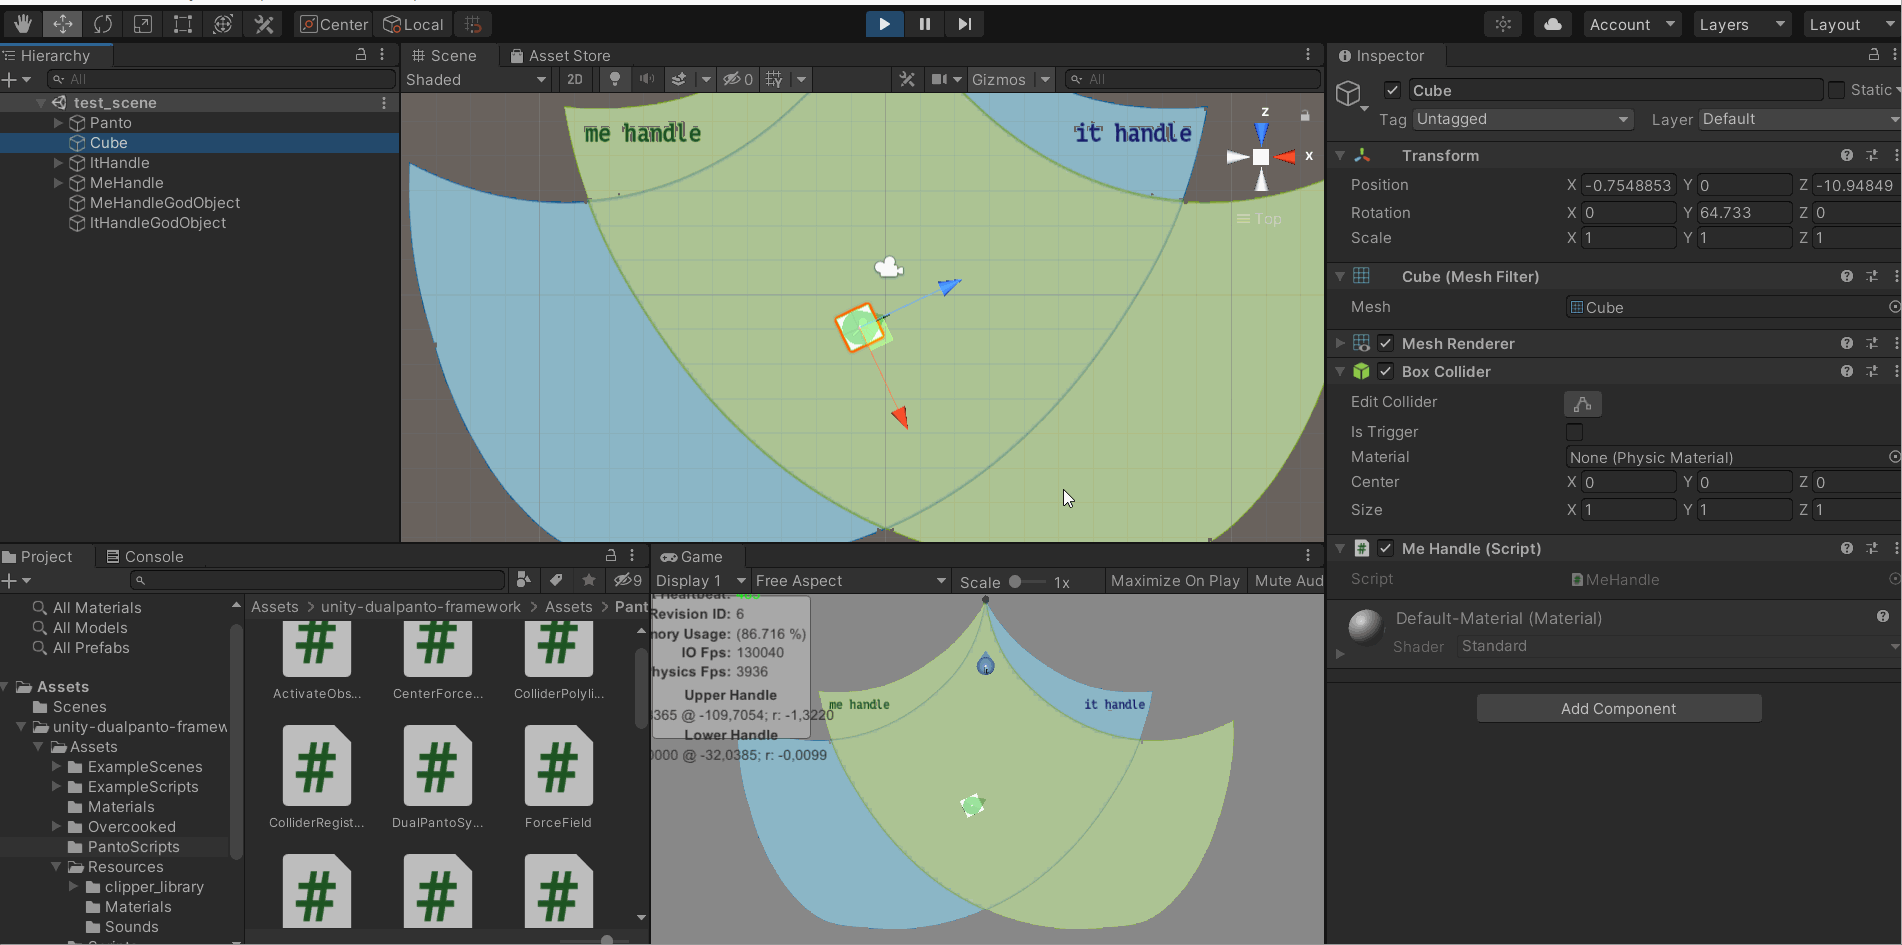 Center
Local
Account
Layers
Layout
Hierarchy
All
test_scene
Panto
Cube
ItHandle
MeHandle
MeHandleGodObject
ItHandleGodObject
Scene
Asset Store
Shaded
2D
0
Gizmos
All
me handle
it handle
z
x
Top
Inspector
Cube
Static
Tag Untagged
Layer Default
Transform
Position X -0.7548853 Y 0 Z -10.94849
Rotation X 0 Y 64.733 Z 0
Scale X 1 Y 1 Z 1
Cube (Mesh Filter)
Mesh Cube
Mesh Renderer
Box Collider
Edit Collider
Is Trigger
Material None (Physic Material)
Center X 0 Y 0 Z 0
Size X 1 Y 1 Z 1
Me Handle (Script)
Script MeHandle
Default-Material (Material)
Shader Standard
Add Component
Project
Console
9
All Materials
All Models
All Prefabs
Assets
Scenes
unity-dualpanto-framew
Assets
ExampleScenes
ExampleScripts
Materials
Overcooked
PantoScripts
Resources
clipper_library
Materials
Sounds
Assets > unity-dualpanto-framework > Assets > Pant
ActivateObs...
CenterForce...
ColliderPolyli...
ColliderRegist...
DualPantoSy...
ForceField
Game
Display 1
Free Aspect
Scale 1x
Maximize On Play
Mute Aud
Heartbeat:
Revision ID: 6
nory Usage: (86.716 %)
IO Fps: 130040
hysics Fps: 3936
Upper Handle
3365 @ -109,7054; r: -1,3220
Lower Handle
0000 @ -32,0385; r: -0,0099
me handle
it handle